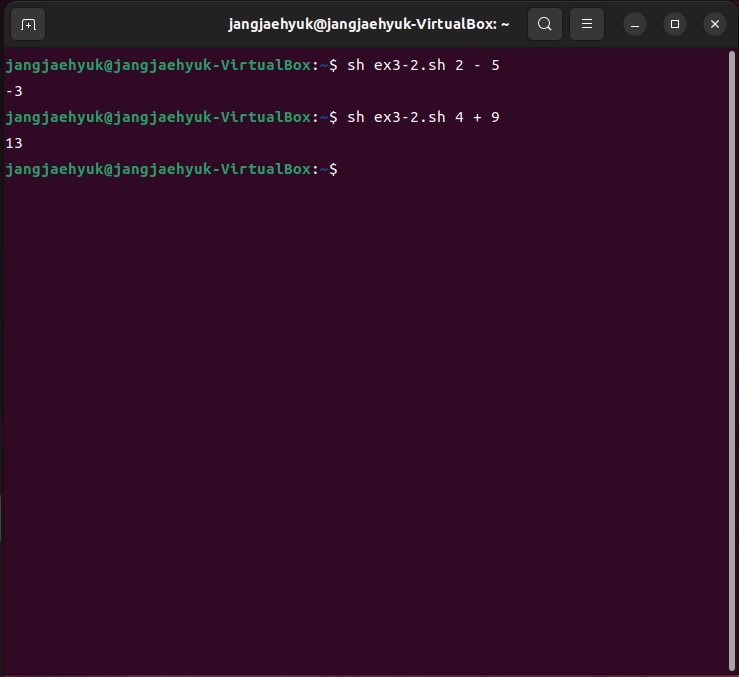 jangjaehyuk@jangjaehyuk-VirtualBox: ~
jangjaehyuk@jangjaehyuk-VirtualBox:~$ sh ex3-2.sh 2 - 5
-3
jangjaehyuk@jangjaehyuk-VirtualBox:~$ sh ex3-2.sh 4 + 9
13
jangjaehyuk@jangjaehyuk-VirtualBox:~$